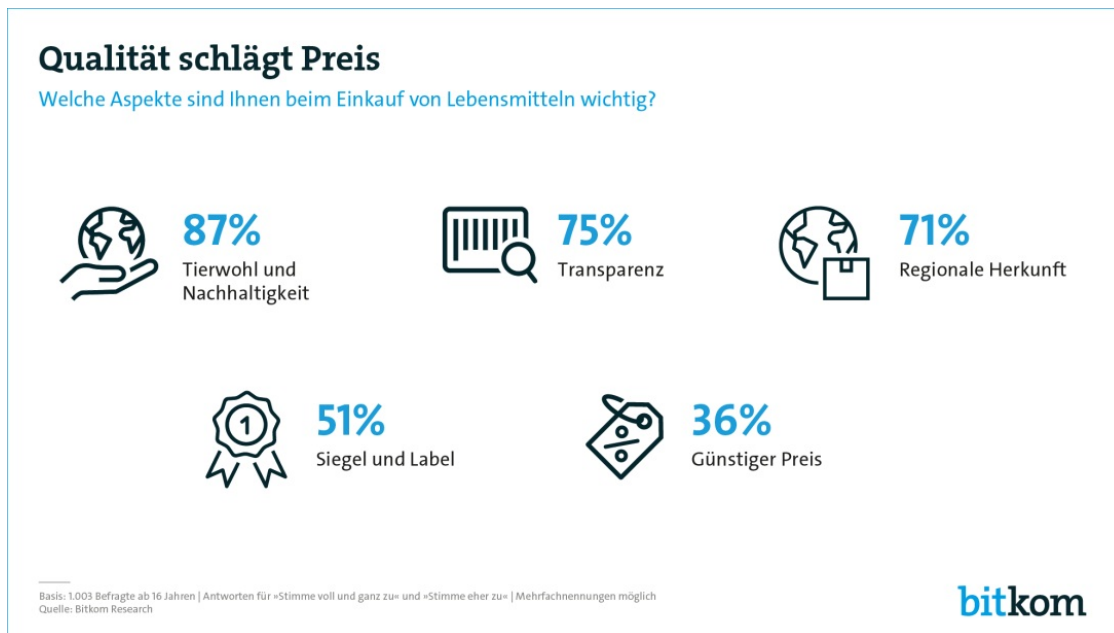 Qualität schlägt Preis
Welche Aspekte sind Ihnen beim Einkauf von Lebensmitteln wichtig?
87%
Tierwohl und
Nachhaltigkeit
75%
Transparenz
71%
Regionale Herkunft
1
51%
Siegel und Label
36%
Günstiger Preis
Basis: 1.003 Befragte ab 16 Jahren | Antworten für »Stimme voll und ganz zu« und »Stimme eher zu« | Mehrfachnennungen möglich
Quelle: Bitkom Research
bitkom